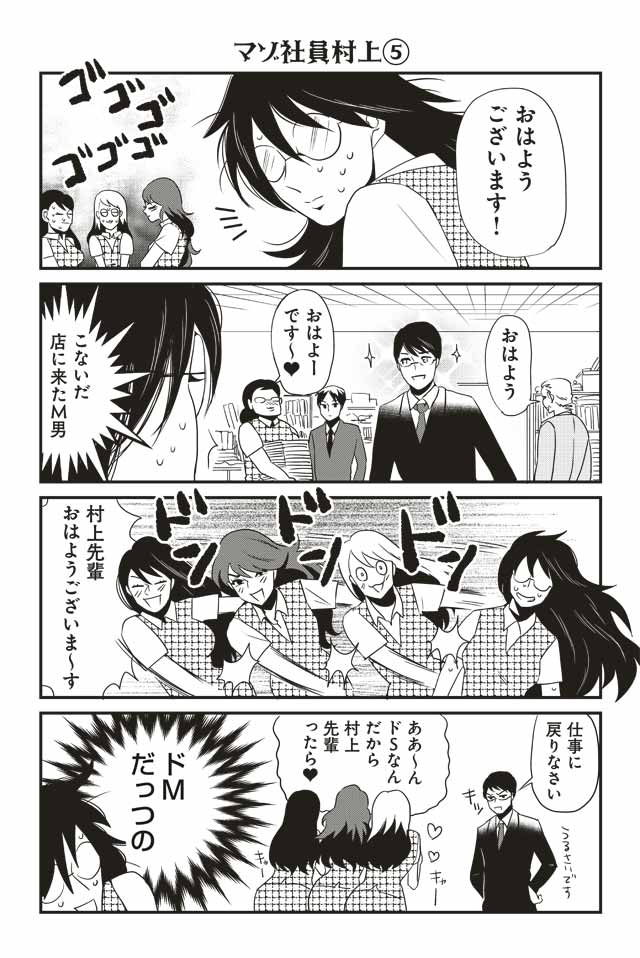 マゾ社員村上⑤
おはよう
ございます!
ゴゴゴ
ゴゴゴゴ
おはよう
おはよー
です〜♥
こないだ
店に来たM男
ドンッ
ドンッ
村上先輩
おはようございま〜す
仕事に
戻りなさい
キッ
うるさいです
ああ〜ん
ドSなん
だから
村上
先輩
ったら♥
キャー
キャー
ドM
だっつの